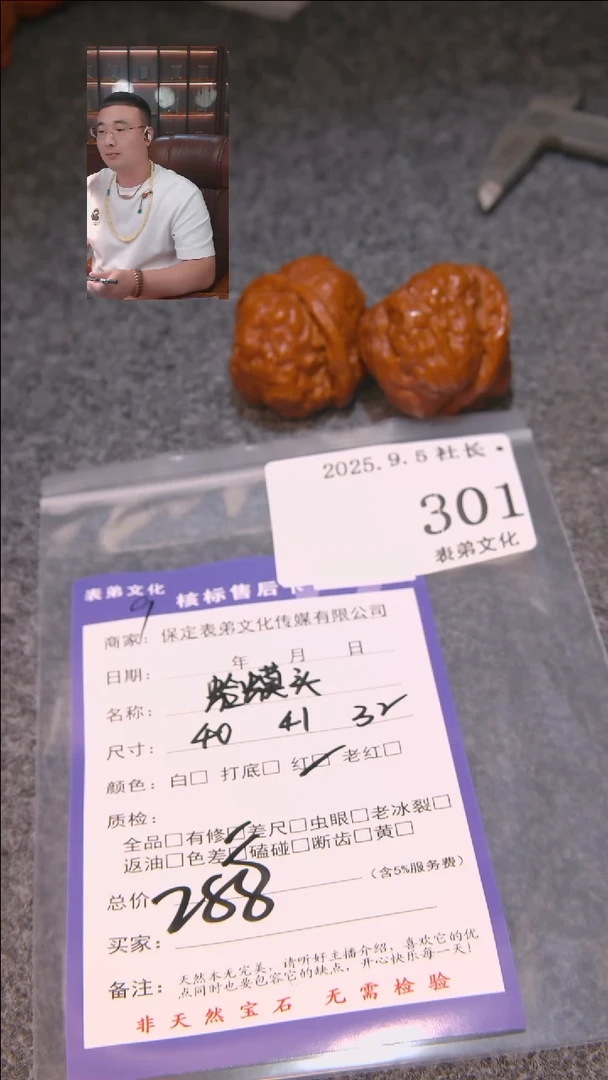 2025.9.5 社长
301
表弟文化
表弟文化 核标售后卡
9
商家: 保定表弟文化传媒有限公司
日期: 年 月 日
名称: 蛤蟆头
尺寸: 40 41 32
颜色: 白□ 打底□ 红□✓ 老红□
质检:
全品□有修□差尺□虫眼□老冰裂□
返油□色差□磕碰□断齿□黄□
总价 288 (含5%服务费)
买家:
备注: 天然本无完美,请听好主播介绍,喜欢它的优
点同时也要包容它的缺点,开心快乐每一天!
非天然宝石 无需检验